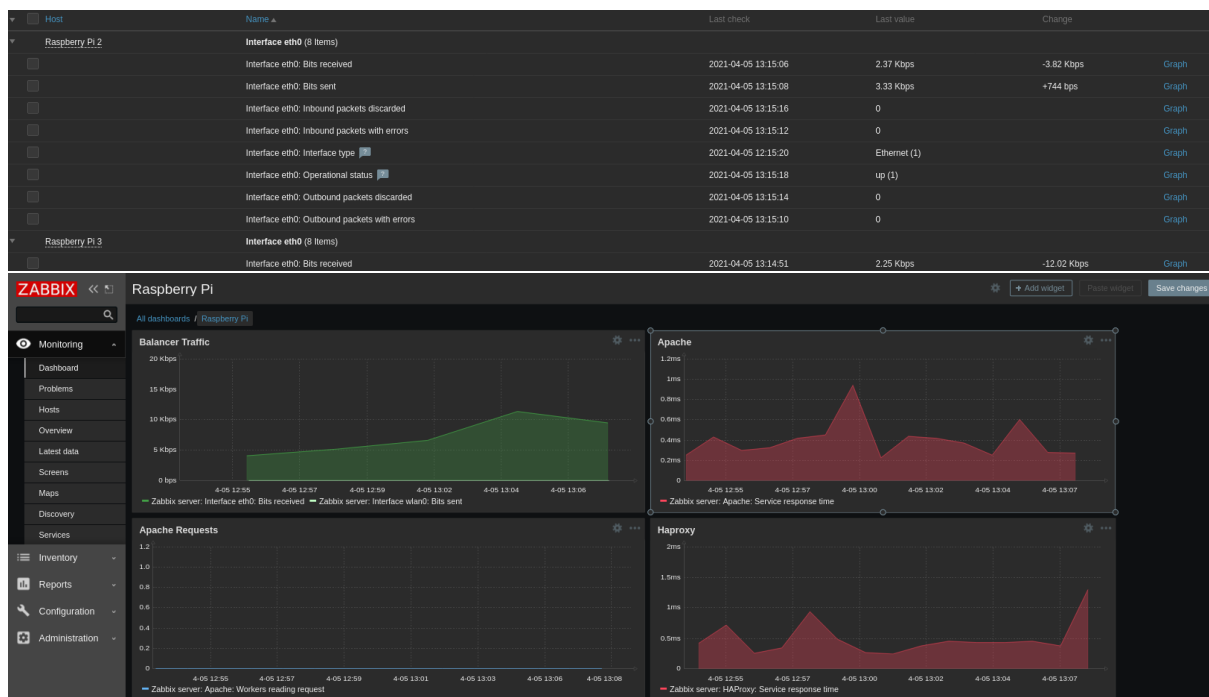 Host Name Last check Last value Change
Raspberry Pi 2 Interface eth0 (8 Items)
Interface eth0: Bits received 2021-04-05 13:15:06 2.37 Kbps -3.82 Kbps Graph
Interface eth0: Bits sent 2021-04-05 13:15:08 3.33 Kbps +744 bps Graph
Interface eth0: Inbound packets discarded 2021-04-05 13:15:16 0 Graph
Interface eth0: Inbound packets with errors 2021-04-05 13:15:12 0 Graph
Interface eth0: Interface type ? 2021-04-05 12:15:20 Ethernet (1) Graph
Interface eth0: Operational status ? 2021-04-05 13:15:18 up (1) Graph
Interface eth0: Outbound packets discarded 2021-04-05 13:15:14 0 Graph
Interface eth0: Outbound packets with errors 2021-04-05 13:15:10 0 Graph
Raspberry Pi 3 Interface eth0 (8 Items)
Interface eth0: Bits received 2021-04-05 13:14:51 2.25 Kbps -12.02 Kbps Graph
ZABBIX
Monitoring
Dashboard
Problems
Hosts
Overview
Latest data
Screens
Maps
Discovery
Services
Inventory
Reports
Configuration
Administration
Raspberry Pi + Add widget Paste widget Save changes
All dashboards / Raspberry Pi
Balancer Traffic
20 Kbps
15 Kbps
10 Kbps
5 Kbps
0 bps
4-05 12:55 4-05 12:57 4-05 12:59 4-05 13:02 4-05 13:04 4-05 13:06
Zabbix server: Interface eth0: Bits received Zabbix server: Interface wlan0: Bits sent
Apache
1.2ms
1ms
0.8ms
0.6ms
0.4ms
0.2ms
0
4-05 12:55 4-05 12:57 4-05 13:00 4-05 13:02 4-05 13:04 4-05 13:07
Zabbix server: Apache: Service response time
Apache Requests
1.2
1.0
0.8
0.6
0.4
0.2
0
4-05 12:55 4-05 12:57 4-05 12:59 4-05 13:01 4-05 13:03 4-05 13:06 4-05 13:08
Zabbix server: Apache: Workers reading request
Haproxy
2ms
1.5ms
1ms
0.5ms
0
4-05 12:55 4-05 12:57 4-05 13:00 4-05 13:02 4-05 13:04 4-05 13:07
Zabbix server: HAProxy: Service response time